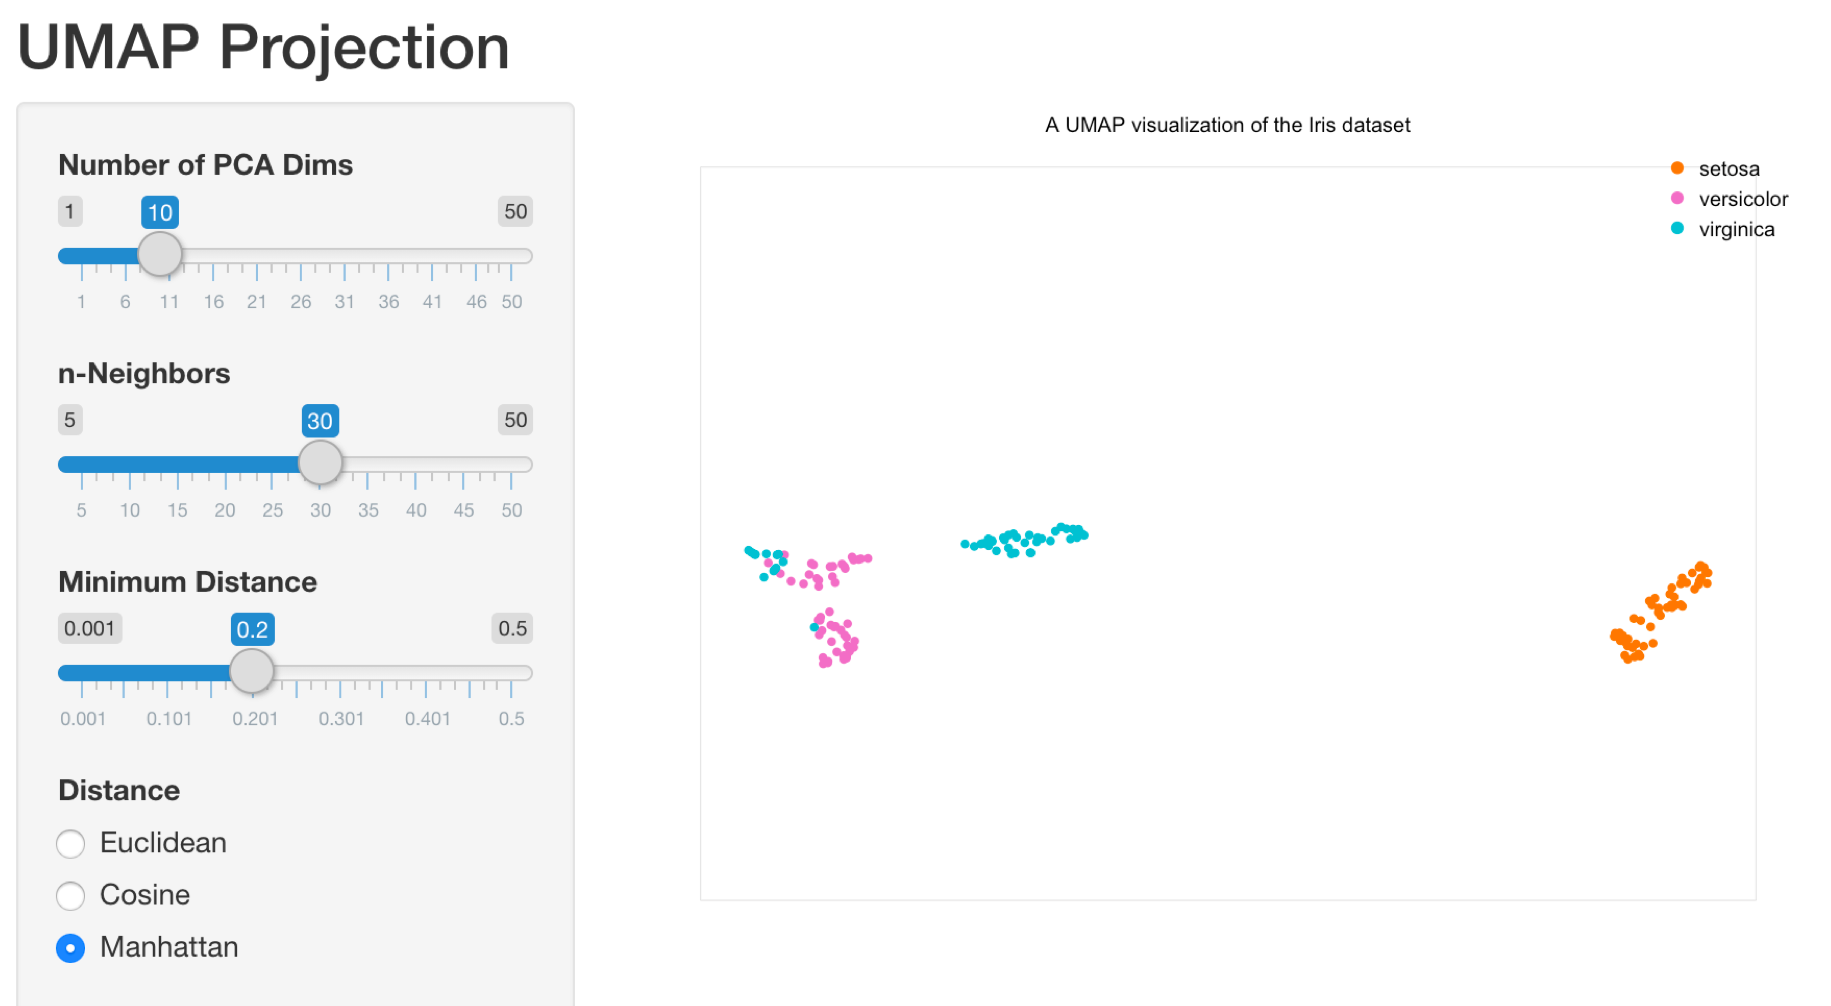 UMAP Projection
Number of PCA Dims
1 10 50
1 6 11 16 21 26 31 36 41 46 50
n-Neighbors
5 30 50
5 10 15 20 25 30 35 40 45 50
Minimum Distance
0.001 0.2 0.5
0.001 0.101 0.201 0.301 0.401 0.5
Distance
Euclidean
Cosine
Manhattan
A UMAP visualization of the Iris dataset
setosa
versicolor
virginica